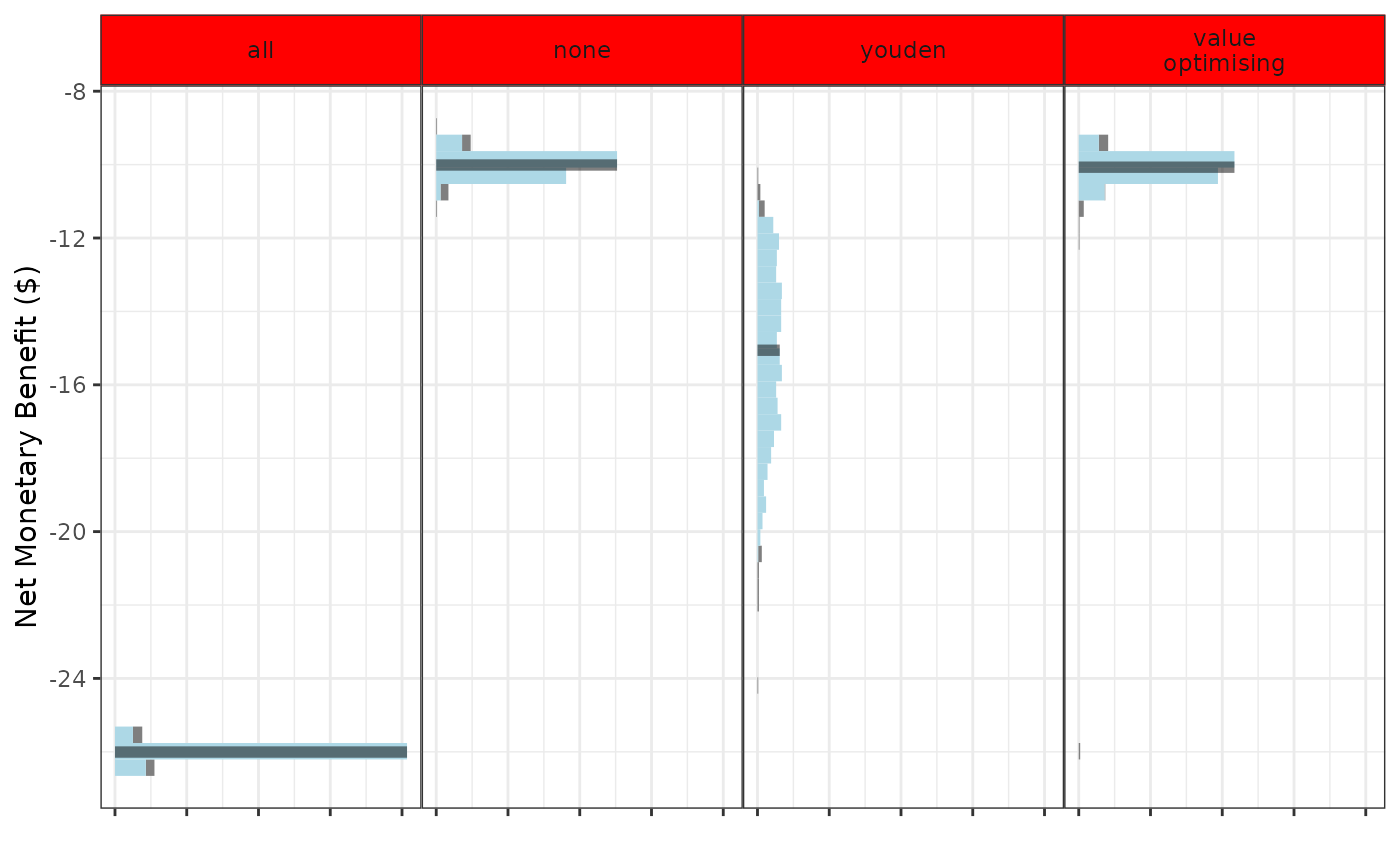 all
none
youden
value
optimising
Net Monetary Benefit ($)
-8
-12
-16
-20
-24